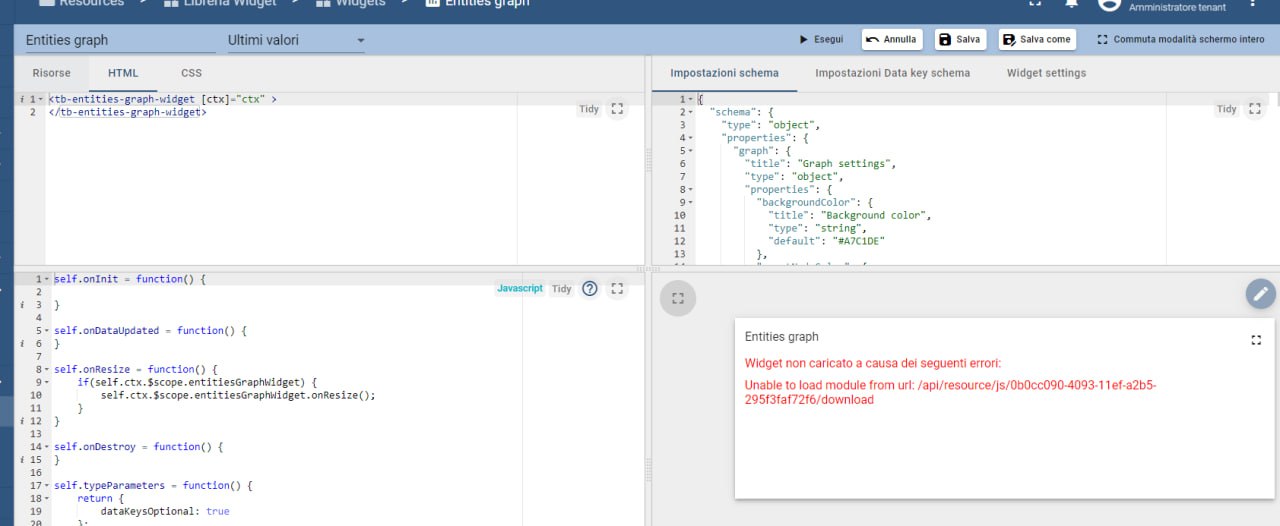 Resources > Libreria Widget > Widgets > Entities graph
Amministratore tenant
Entities graph
Ultimi valori
Esegui
Annulla
Salva
Salva come
Commuta modalità schermo intero
Risorse
HTML
CSS
i 1 <tb-entities-graph-widget [ctx]="ctx" >
2 </tb-entities-graph-widget>
Tidy
Impostazioni schema
Impostazioni Data key schema
Widget settings
1 {
2 "schema": {
3 "type": "object",
4 "properties": {
5 "graph": {
6 "title": "Graph settings",
7 "type": "object",
8 "properties": {
9 "backgroundColor": {
10 "title": "Background color",
11 "type": "string",
12 "default": "#A7C1DE"
13 },
Tidy
1 self.onInit = function() {
2
i 3 }
4
5 self.onDataUpdated = function() {
i 6 }
7
8 self.onResize = function() {
9 if(self.ctx.$scope.entitiesGraphWidget) {
10 self.ctx.$scope.entitiesGraphWidget.onResize();
11 }
i 12 }
13
14 self.onDestroy = function() {
i 15 }
16
17 self.typeParameters = function() {
18 return {
19 dataKeysOptional: true
20 };
Javascript
Tidy
Entities graph
Widget non caricato a causa dei seguenti errori:
Unable to load module from url: /api/resource/js/0b0cc090-4093-11ef-a2b5-
295f3faf72f6/download